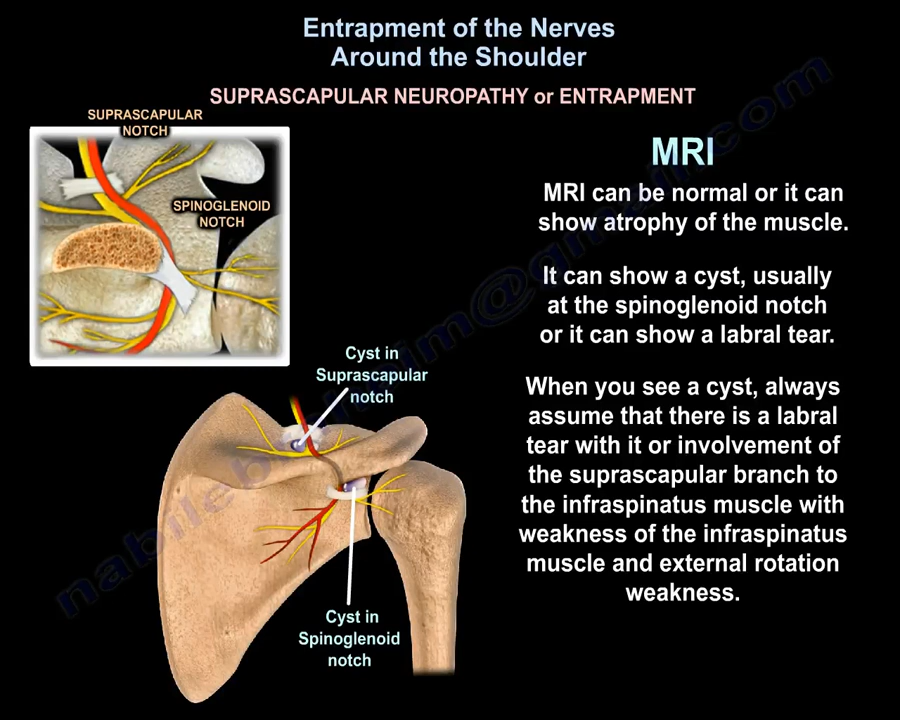 Entrapment of the Nerves
Around the Shoulder
SUPRASCAPULAR NEUROPATHY or ENTRAPMENT
SUPRASCAPULAR
NOTCH
SPINOGLENOID
NOTCH
MRI
MRI can be normal or it can
show atrophy of the muscle.
It can show a cyst, usually
at the spinoglenoid notch
or it can show a labral tear.
When you see a cyst, always
assume that there is a labral
tear with it or involvement of
the suprascapular branch to
the infraspinatus muscle with
weakness of the infraspinatus
muscle and external rotation
weakness.
Cyst in
Suprascapular
notch
Cyst in
Spinoglenoid
notch